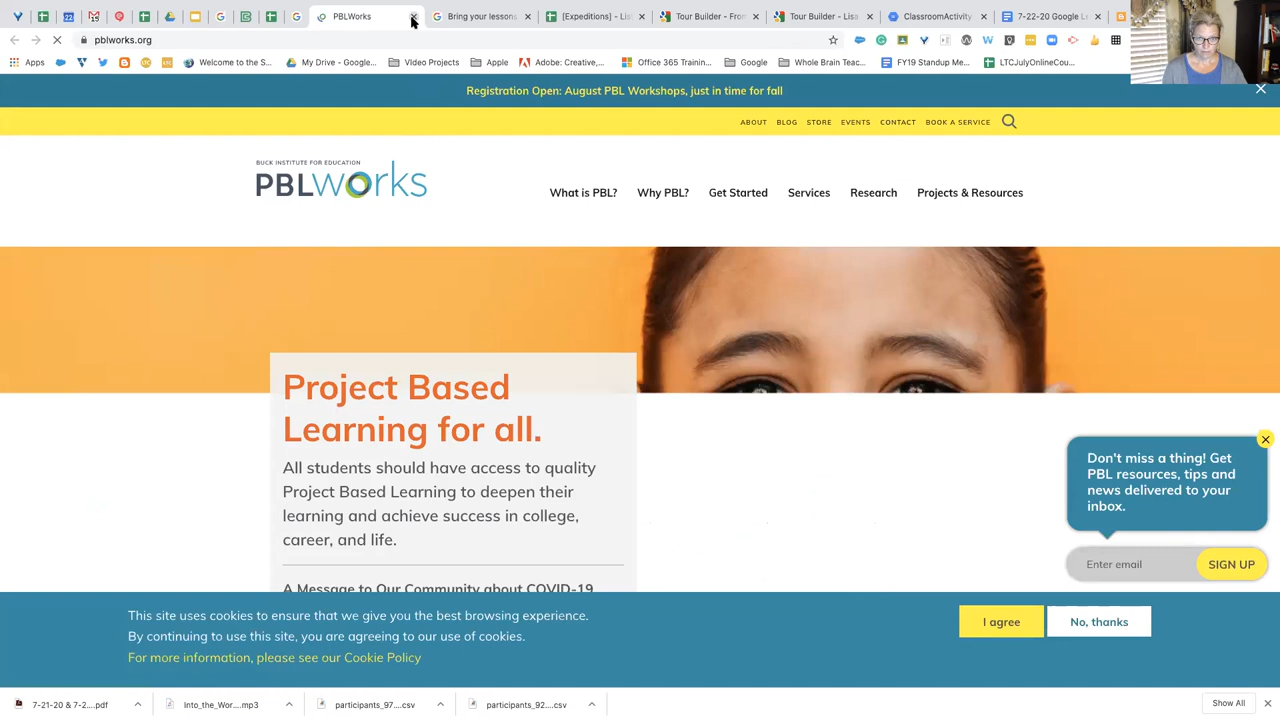 PBLWorks
Bring your lessons
[Expeditions] - Lis
Tour Builder - From
Tour Builder - Lisa
ClassroomActivity
7-22-20 Google Le
pblworks.org
Apps
Welcome to the S...
My Drive - Google...
Video Projects
Apple
Adobe: Creative,...
Office 365 Trainin...
Google
Whole Brain Teac...
FY19 Standup Me...
LTCJulyOnlineCou...
Registration Open: August PBL Workshops, just in time for fall
ABOUT BLOG STORE EVENTS CONTACT BOOK A SERVICE
BUCK INSTITUTE FOR EDUCATION
PBLWorks
What is PBL? Why PBL? Get Started Services Research Projects & Resources
Project Based
Learning for all.
All students should have access to quality
Project Based Learning to deepen their
learning and achieve success in college,
career, and life.
A Message to Our Community about COVID-19
Don't miss a thing! Get
PBL resources, tips and
news delivered to your
inbox.
Enter email
SIGN UP
This site uses cookies to ensure that we give you the best browsing experience.
By continuing to use this site, you are agreeing to our use of cookies.
For more information, please see our Cookie Policy
I agree
No, thanks
7-21-20 & 7-2....pdf
Into_the_Wor....mp3
participants_97....csv
participants_92....csv
Show All